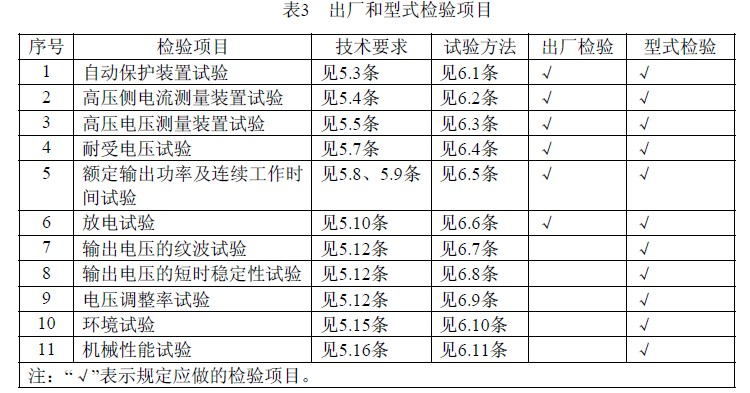 表3 出厂和型式检验项目
序号 检验项目 技术要求 试验方法 出厂检验 型式检验
1 自动保护装置试验 见5.3条 见6.1条 √ √
2 高压侧电流测量装置试验 见5.4条 见6.2条 √ √
3 高压电压测量装置试验 见5.5条 见6.3条 √ √
4 耐受电压试验 见5.7条 见6.4条 √ √
5 额定输出功率及连续工作时 见5.8、5.9条 见6.5条 √ √
间试验
6 放电试验 见5.10条 见6.6条 √ √
7 输出电压的纹波试验 见5.12条 见6.7条 √
8 输出电压的短时稳定性试验 见5.12条 见6.8条 √
9 电压调整率试验 见5.12条 见6.9条 √
10 环境试验 见5.15条 见6.10条 √
11 机械性能试验 见5.16条 见6.11条 √
注：“√”表示规定应做的检验项目。